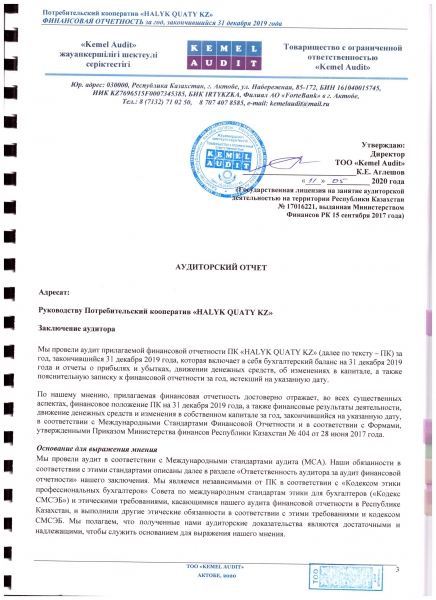 Потребительский кооператив «HALYK QUATY KZ»
ФИНАНСОВАЯ ОТЧЕТНОСТЬ за год, закончившийся 31 декабря 2019 года
«Kemel Audit»
жауапкершілігі шектеулі
серіктестігі
KEMEL
AUDIT
Товарищество с ограниченной
ответственностью
«Kemel Audit»
Юр. адрес: 030000, Республика Казахстан, г. Актобе, ул. Набережная, 85-172, БИН 161040015745,
ИИК KZ7696515F0007345385, БИК IRTYKZKA, Филиал АО «ForteBank» в г. Актобе,
Тел.: 8 (7132) 71 02 50, 8 707 407 8585, e-mail: kemelaudit@mail.ru
KEMEL
AUDIT
Утверждаю:
Директор
ТОО «Kemel Audit»
К.Е. Аглешов
« 11 » 05 2020 года
(Государственная лицензия на занятие аудиторской
деятельностью на территории Республики Казахстан
№ 17016221, выданная Министерством
Финансов РК 15 сентября 2017 года)
АУДИТОРСКИЙ ОТЧЕТ
Адресат:
Руководству Потребительский кооператив «HALYK QUATY KZ»
Заключение аудитора
Мы провели аудит прилагаемой финансовой отчетности ПК «HALYK QUATY KZ» (далее по тексту – ПК) за
год, закончившийся 31 декабря 2019 года, которая включает в себя бухгалтерский баланс на 31 декабря 2019
года и отчеты о прибылях и убытках, движении денежных средств, об изменениях в капитале, а также
пояснительную записку к финансовой отчетности за год, истекший на указанную дату.
По нашему мнению, прилагаемая финансовая отчетность достоверно отражает, во всех существенных
аспектах, финансовое положение ПК на 31 декабря 2019 года, а также финансовые результаты деятельности,
движение денежных средств и изменения в собственном капитале за год, закончившийся на указанную дату,
в соответствии с Международными Стандартами Финансовой Отчетности и в соответствии с Формами,
утвержденными Приказом Министерства финансов Республики Казахстан № 404 от 28 июня 2017 года.
Основание для выражения мнения
Мы провели аудит в соответствии с Международными стандартами аудита (МСА). Наши обязанности в
соответствии с этими стандартами описаны далее в разделе «Ответственность аудитора за аудит финансовой
отчетности» нашего заключения. Мы являемся независимыми от ПК в соответствии с «Кодексом этики
профессиональных бухгалтеров» Совета по международным стандартам этики для бухгалтеров («Кодекс
СМСЭБ») и этическими требованиями, касающимися нашего аудита финансовой отчетности в Республике
Казахстан, и выполнили другие этические обязанности в соответствии с этими требованиями и кодексом
СМСЭБ. Мы полагаем, что полученные нами аудиторские доказательства являются достаточными и
надлежащими, чтобы служить основанием для выражения нашего мнения.
3
ТОО «KEMEL AUDIT»
АКТОБЕ, 2020
ТОО